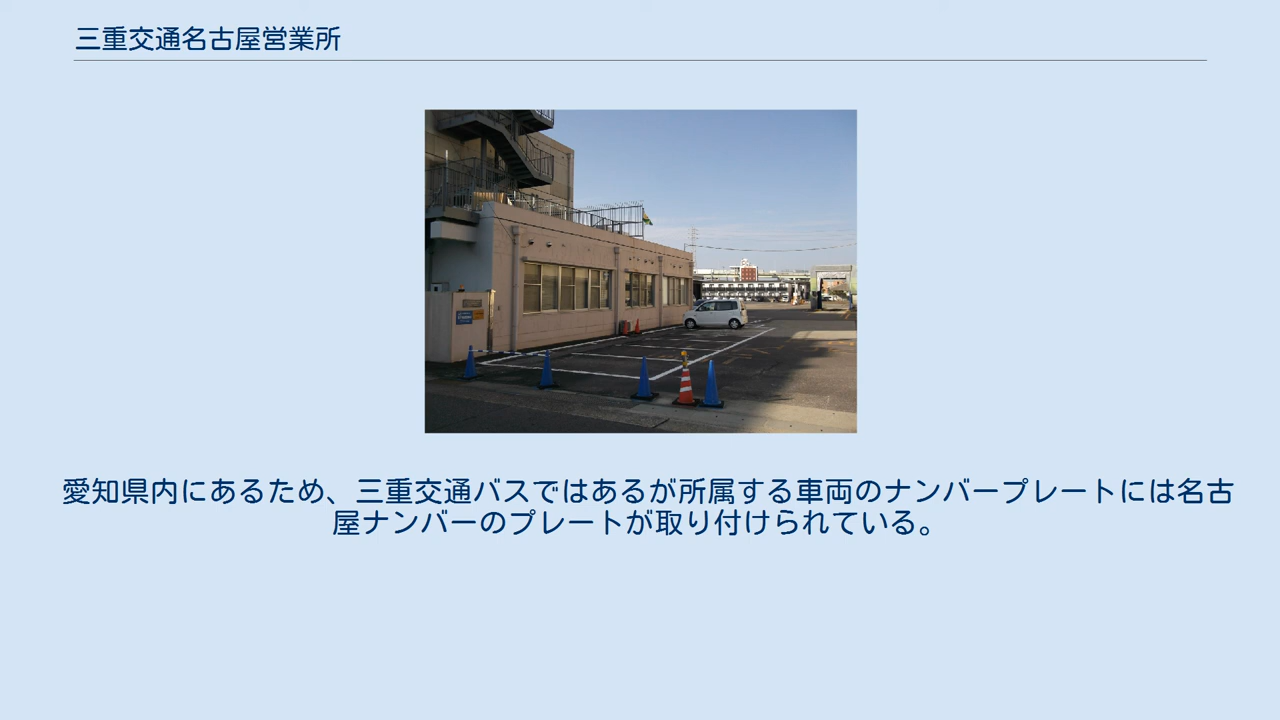 三重交通名古屋営業所
愛知県内にあるため、三重交通バスではあるが所属する車両のナンバープレートには名古
屋ナンバーのプレートが取り付けられている。